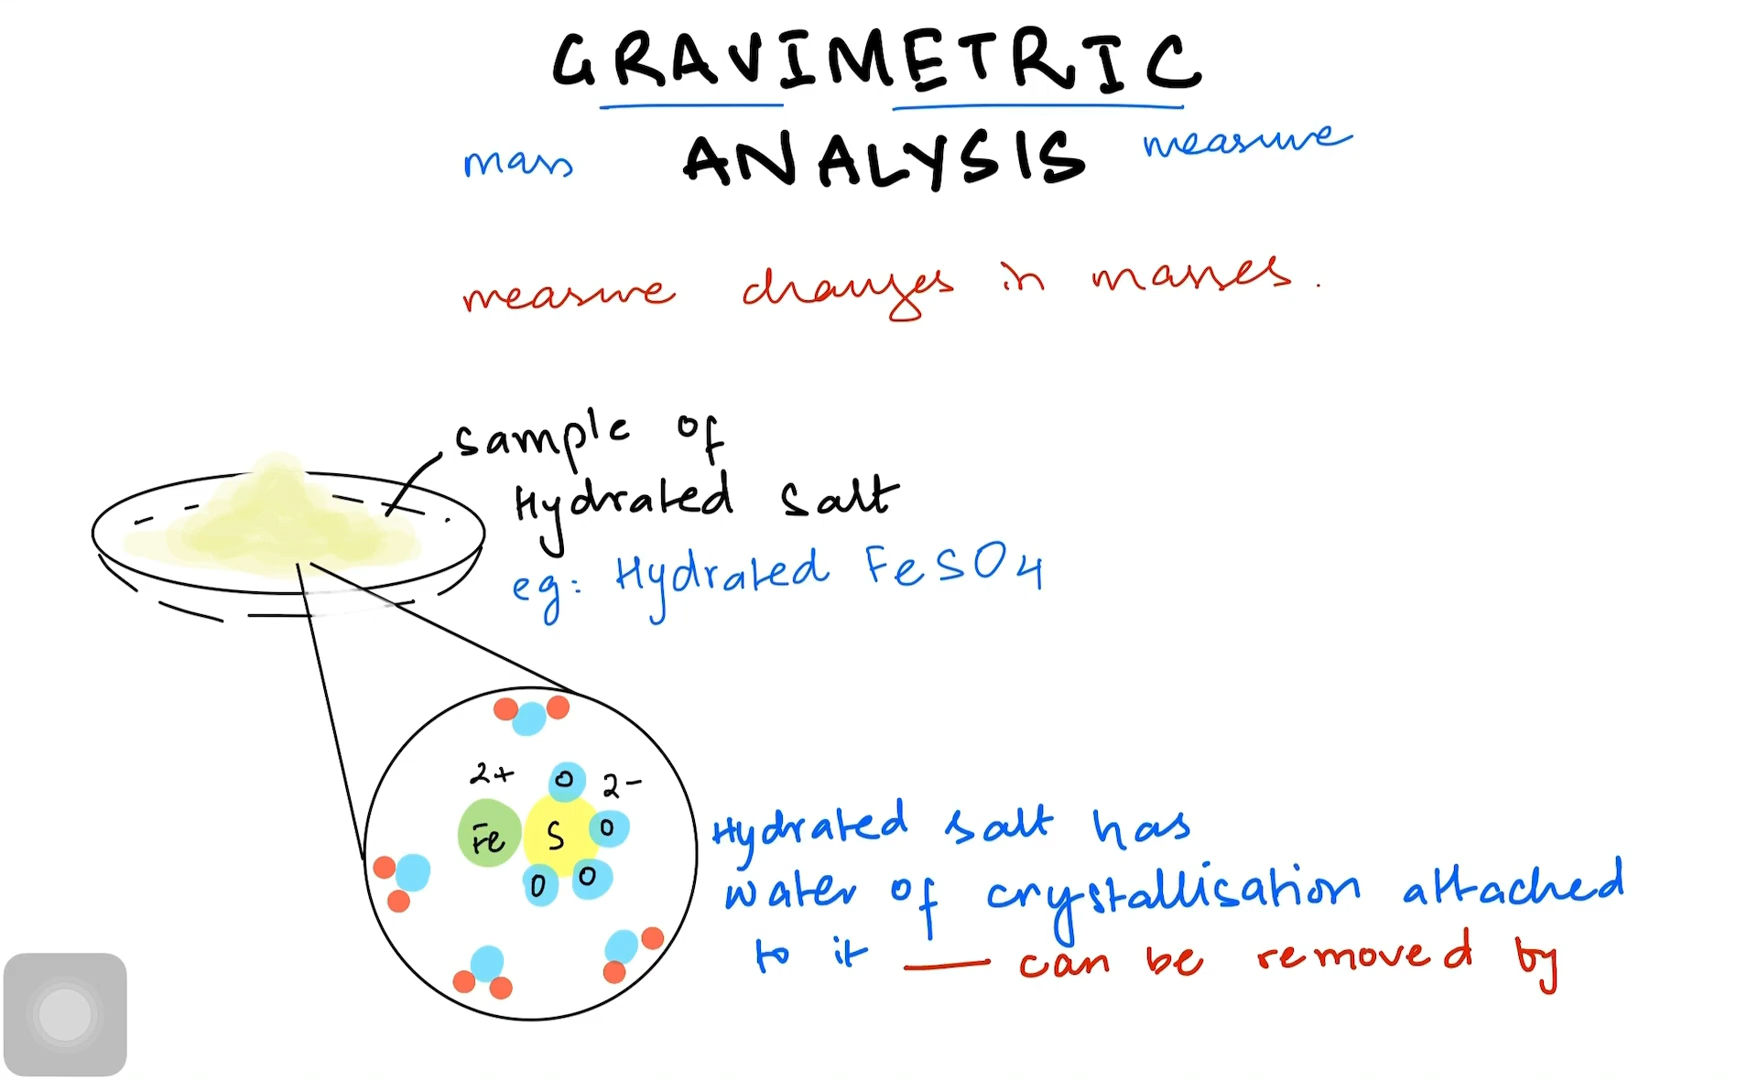 GRAVIMETRIC
mass ANALYSIS measure
measure changes in masses.
Sample of
Hydrated salt
eg: Hydrated FeSO4
2+ O 2-
Fe S O
O O
Hydrated salt has
water of crystallisation attached
to it — can be removed by